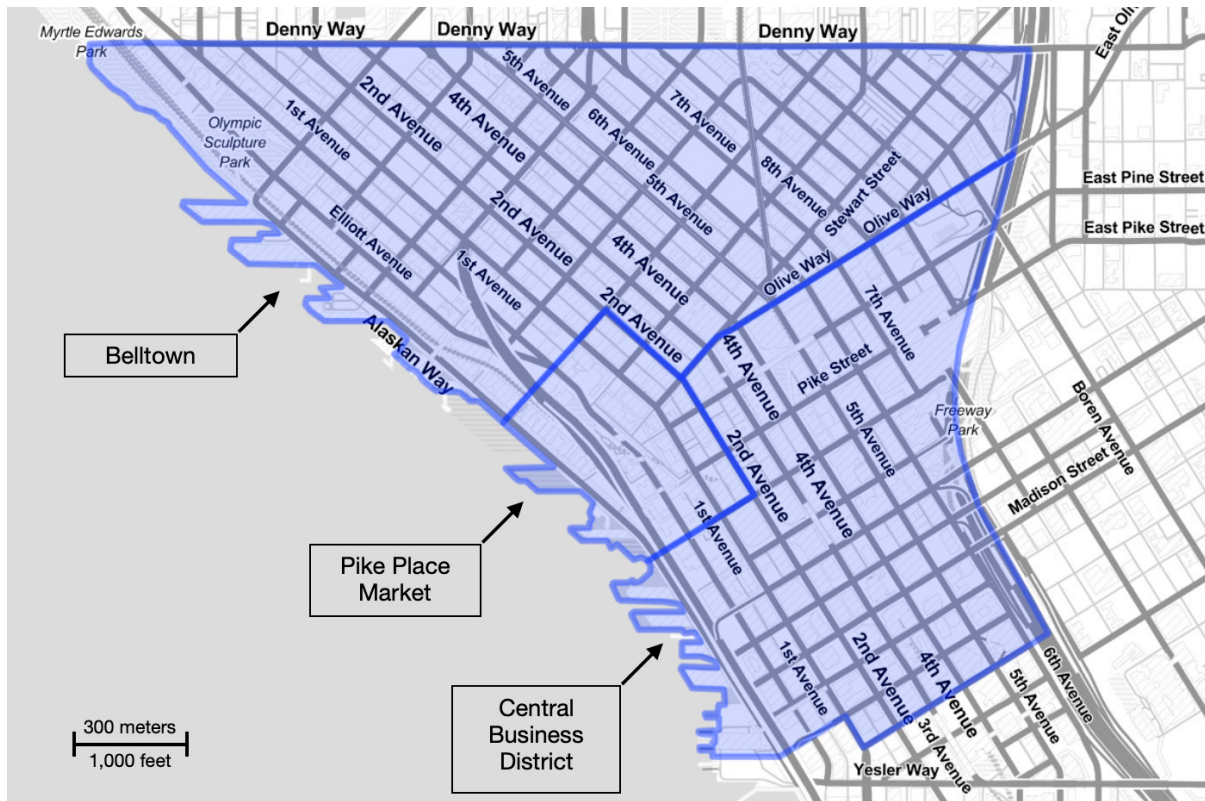 Denny Way
Denny Way
Denny Way
East Oli
Myrtle Edwards
Park
5th Avenue
2nd Avenue
4th Avenue
7th Avenue
1st Avenue
6th Avenue
Olympic
Sculpture
Park
8th Avenue
Stewart Street
East Pine Street
5th Avenue
2nd Avenue
Olive Way
East Pike Street
Elliott Avenue
4th Avenue
1st Avenue
Olive Way
2nd Avenue
7th Avenue
Alaskan Way
Belltown
4th Avenue
Pike Street
Boren Avenue
5th Avenue
Freeway
Park
2nd Avenue
4th Avenue
Madison Street
1st Avenue
Pike Place
Market
1st Avenue
2nd Avenue
4th Avenue
6th Avenue
5th Avenue
Central
Business
District
3rd Avenue
300 meters
1,000 feet
Yesler Way